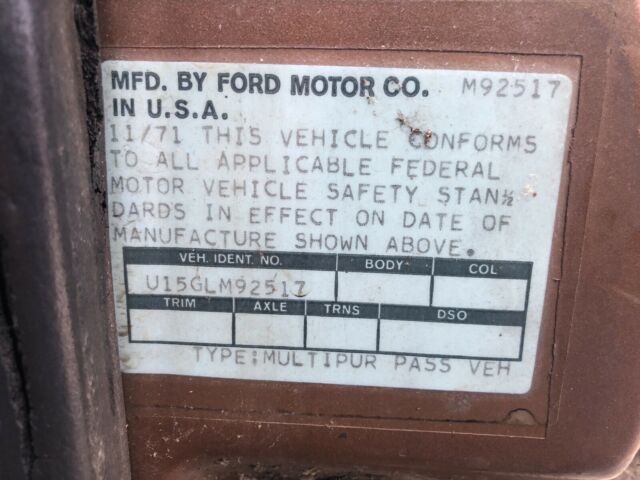 MFD. BY FORD MOTOR CO. M92517
IN U.S.A.
11/71 THIS VEHICLE CONFORMS
TO ALL APPLICABLE FEDERAL
MOTOR VEHICLE SAFETY STAN½
DARDS IN EFFECT ON DATE OF
MANUFACTURE SHOWN ABOVE.
VEH. IDENT. NO. BODY COL
U15GLM92517
TRIM AXLE TRNS DSO
TYPE:MULTIPUR PASS VEH